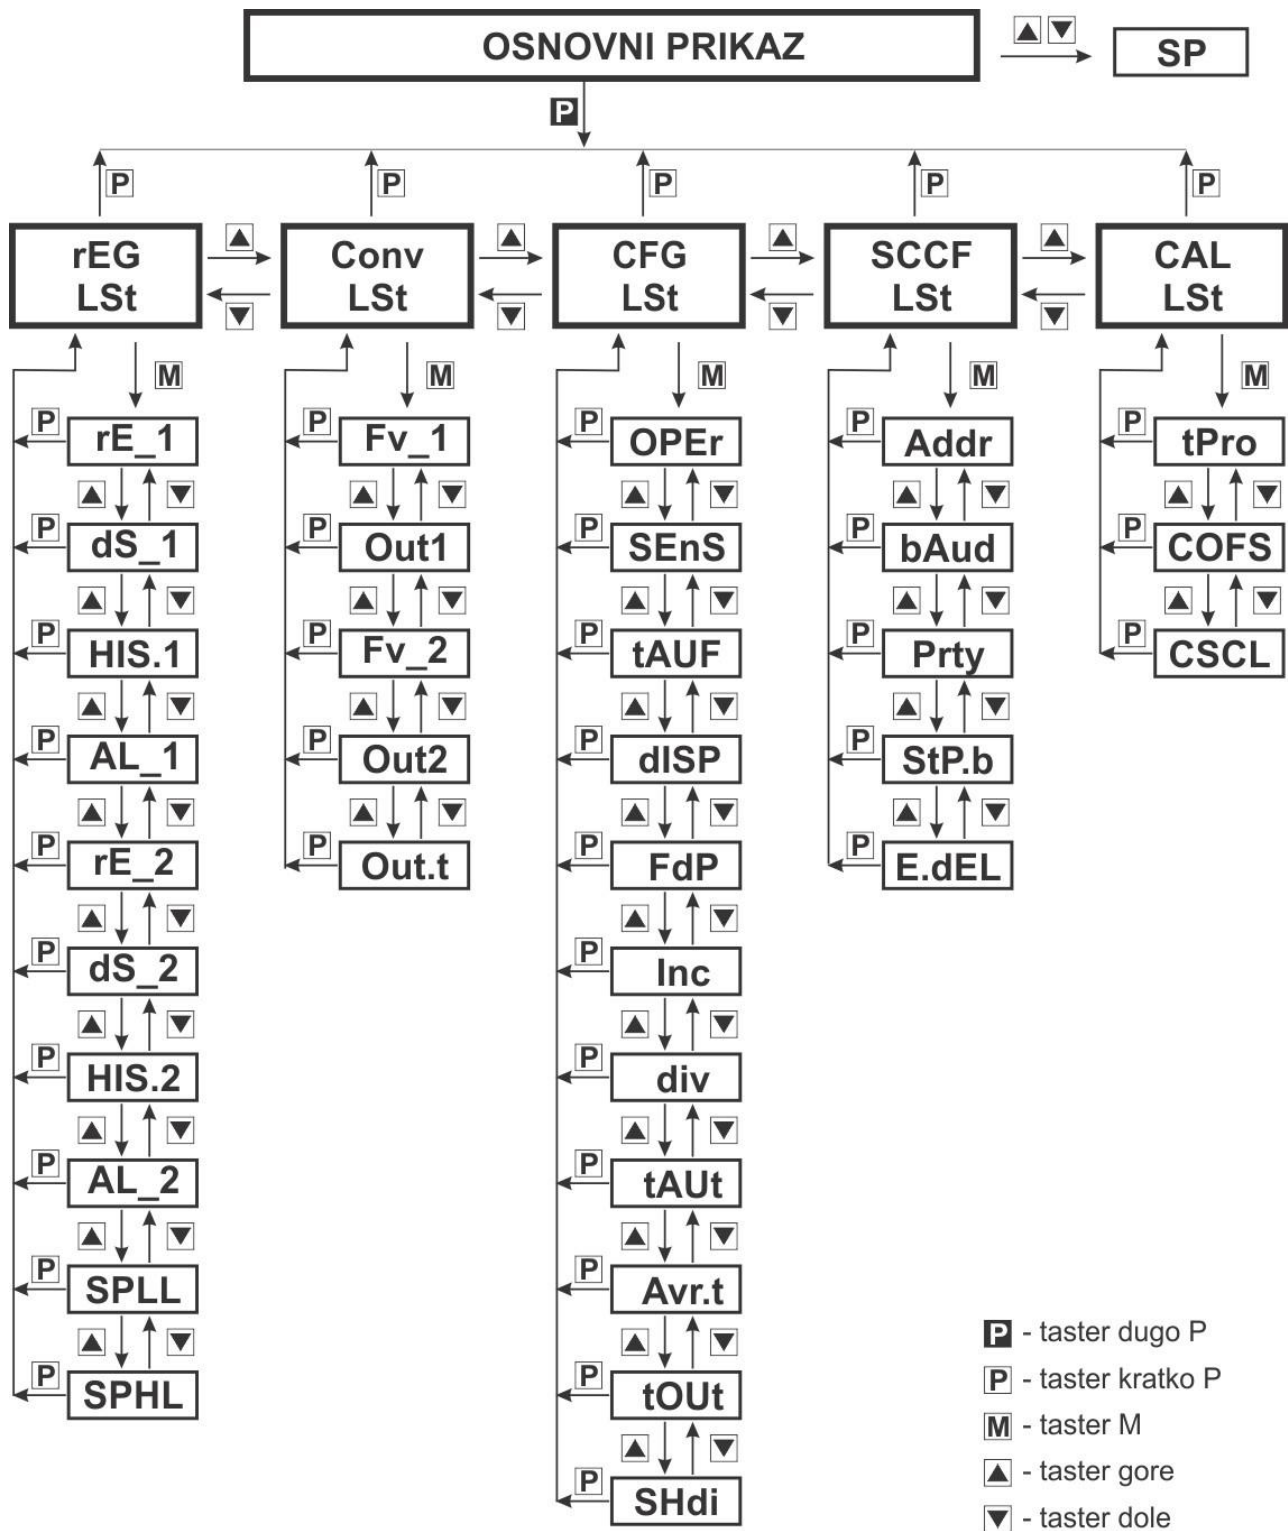 OSNOVNI PRIKAZ
SP
P
P
P
P
P
P
rEG
LSt
Conv
LSt
CFG
LSt
SCCF
LSt
CAL
LSt
M
M
M
M
M
P
rE_1
P
Fv_1
P
OPEr
P
Addr
P
tPro
P
dS_1
P
Out1
P
SEnS
P
bAud
P
COFS
P
HIS.1
P
Fv_2
P
tAUF
P
Prty
P
CSCL
P
AL_1
P
Out2
P
dISP
P
StP.b
P
rE_2
P
Out.t
P
FdP
P
E.dEL
P
dS_2
P
Inc
P
HIS.2
P
div
P
AL_2
P
tAUt
P
SPLL
P
Avr.t
P
SPHL
P
tOUt
P
SHdi
P - taster dugo P
P - taster kratko P
M - taster M
▲ - taster gore
▼ - taster dole